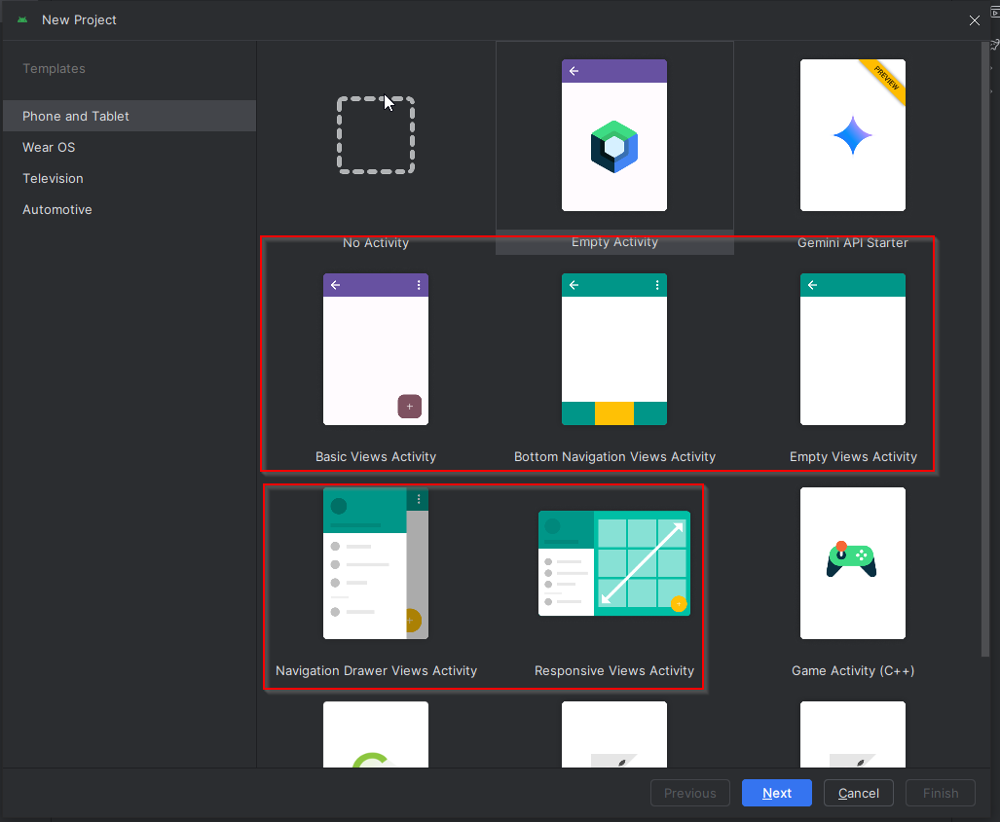 New Project
Templates
Phone and Tablet
Wear OS
Television
Automotive
No Activity
Empty Activity
PREVIEW
Gemini API Starter
Basic Views Activity
Bottom Navigation Views Activity
Empty Views Activity
Navigation Drawer Views Activity
Responsive Views Activity
Game Activity (C++)
Previous
Next
Cancel
Finish